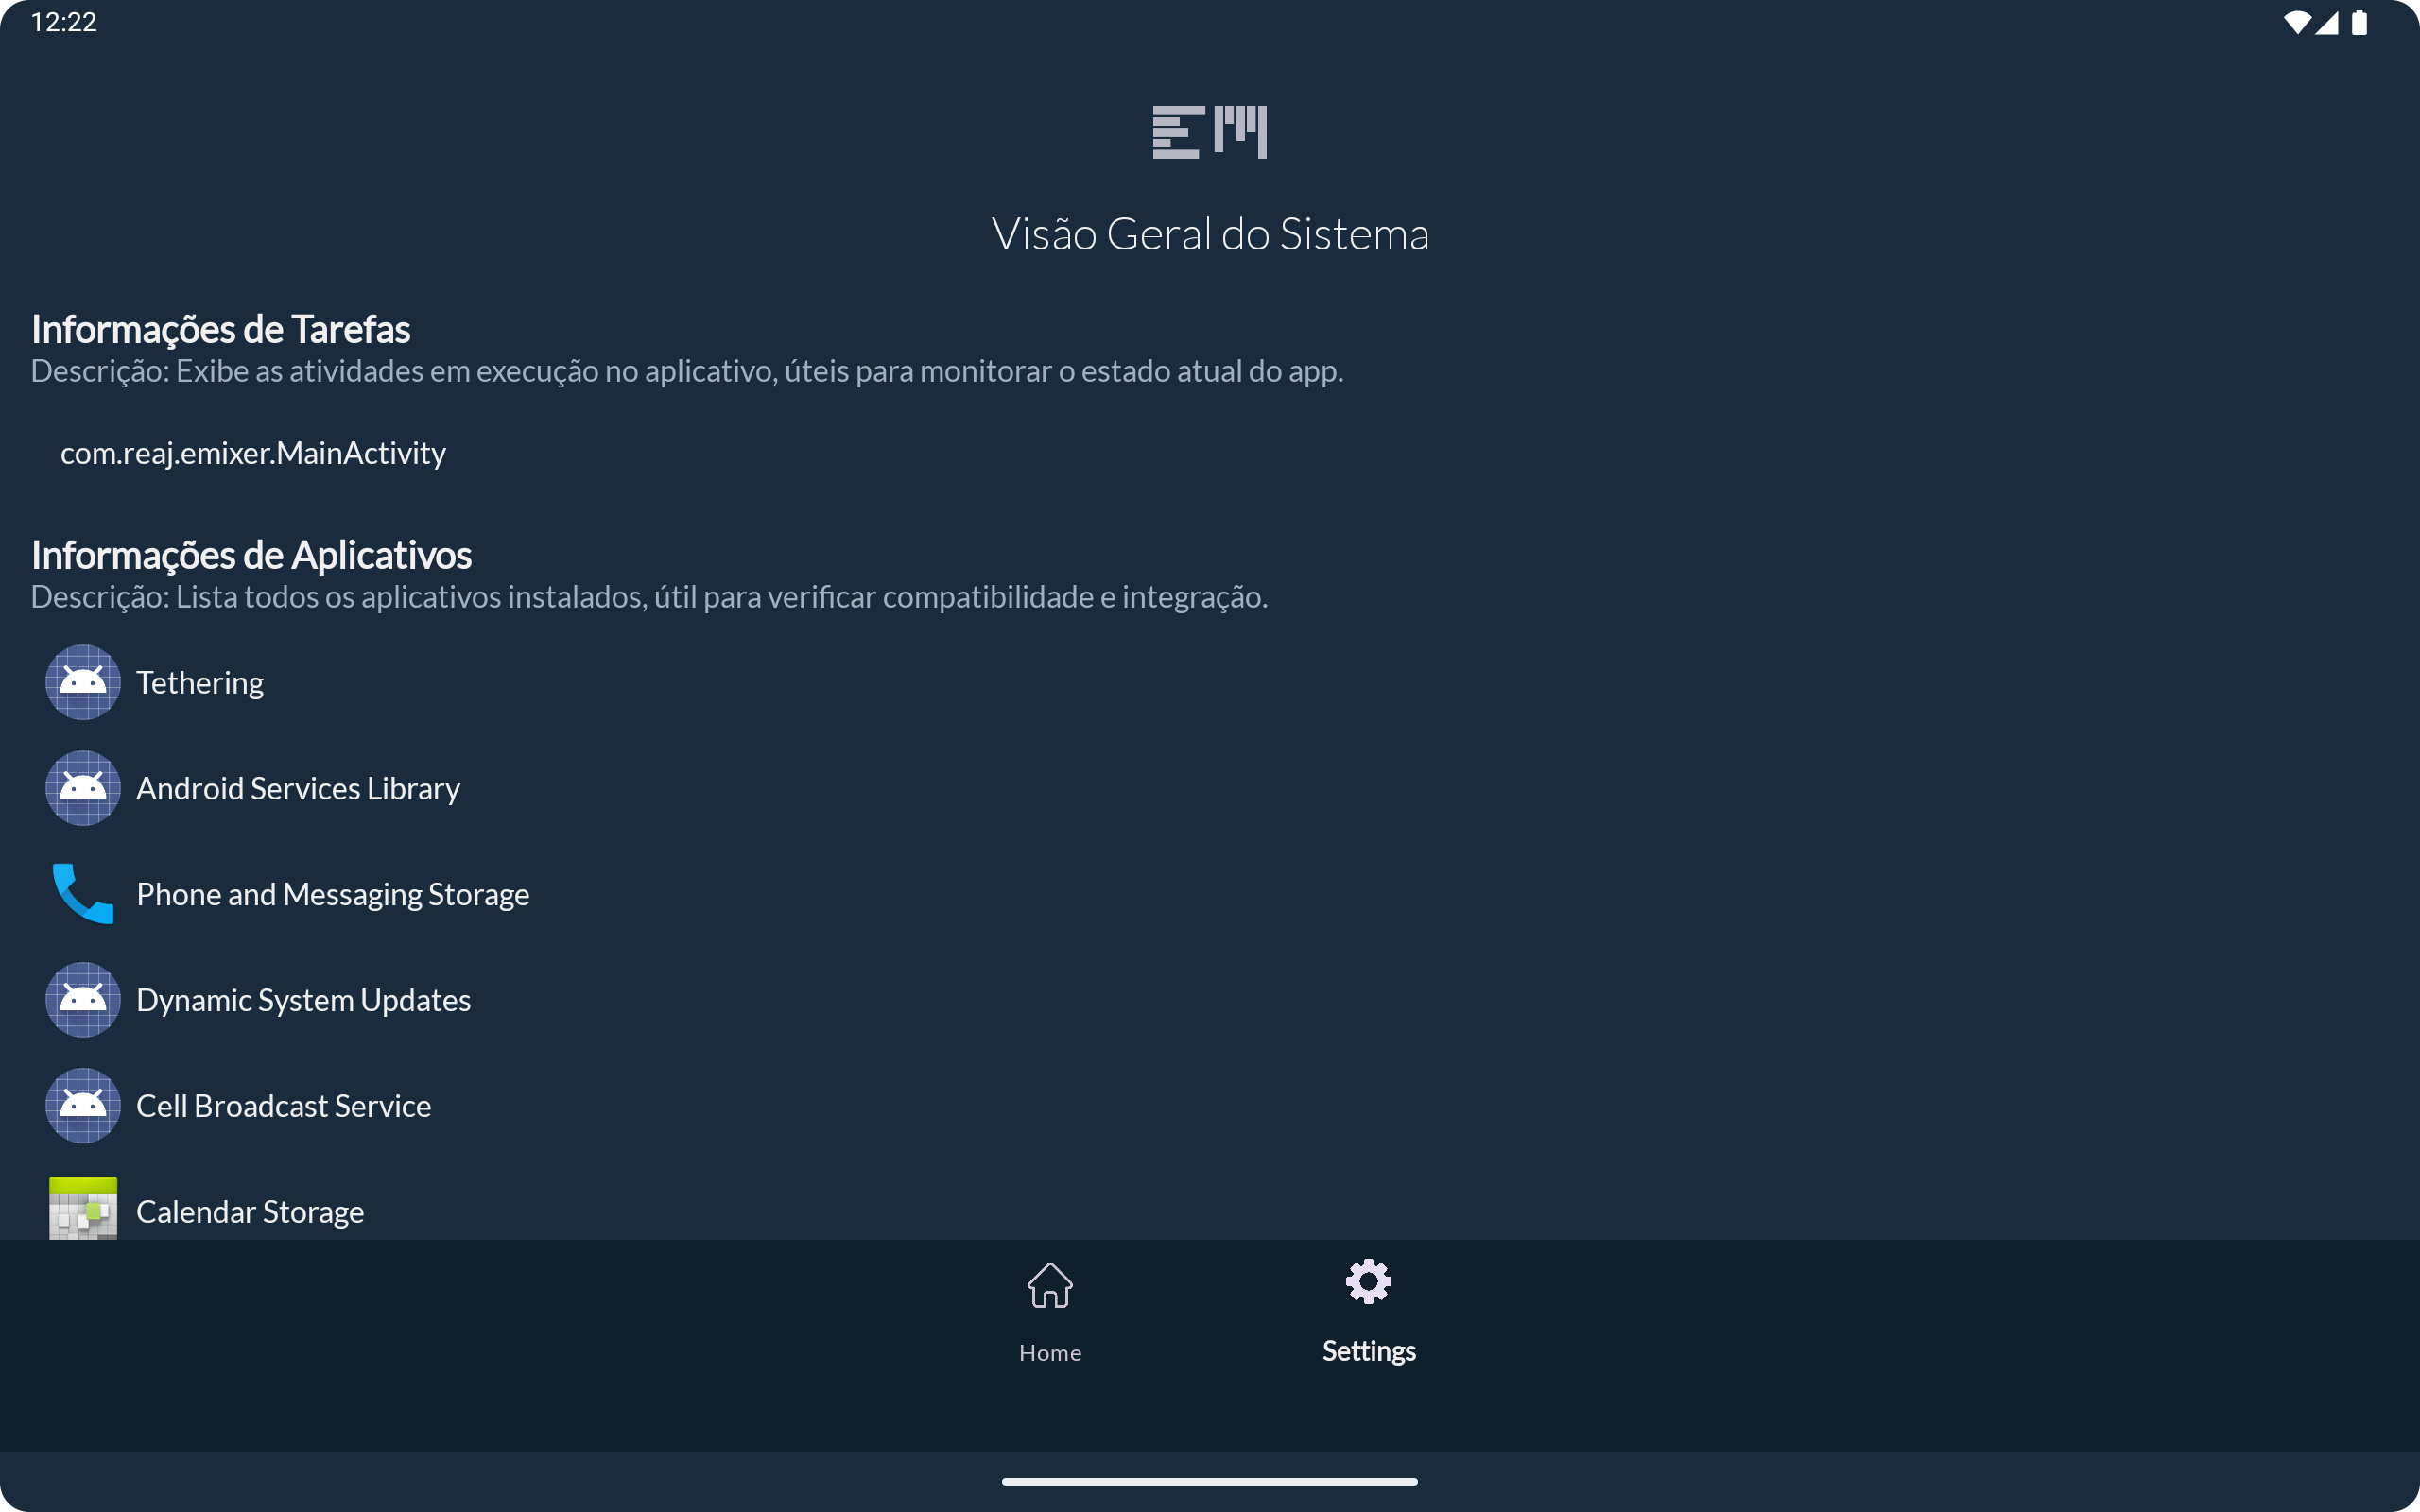 12:22
EM
Visão Geral do Sistema
Informações de Tarefas
Descrição: Exibe as atividades em execução no aplicativo, úteis para monitorar o estado atual do app.
com.reaj.emixer.MainActivity
Informações de Aplicativos
Descrição: Lista todos os aplicativos instalados, útil para verificar compatibilidade e integração.
Tethering
Android Services Library
Phone and Messaging Storage
Dynamic System Updates
Cell Broadcast Service
Calendar Storage
Home
Settings